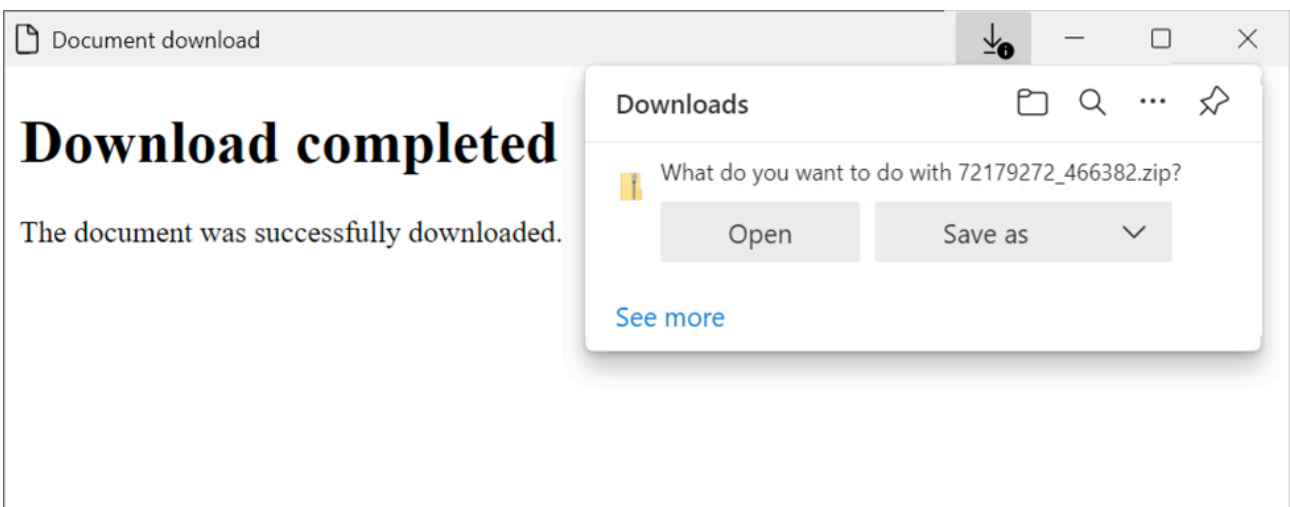 Document download
Download completed
The document was successfully downloaded.
Downloads
What do you want to do with 72179272_466382.zip?
Open
Save as
See more